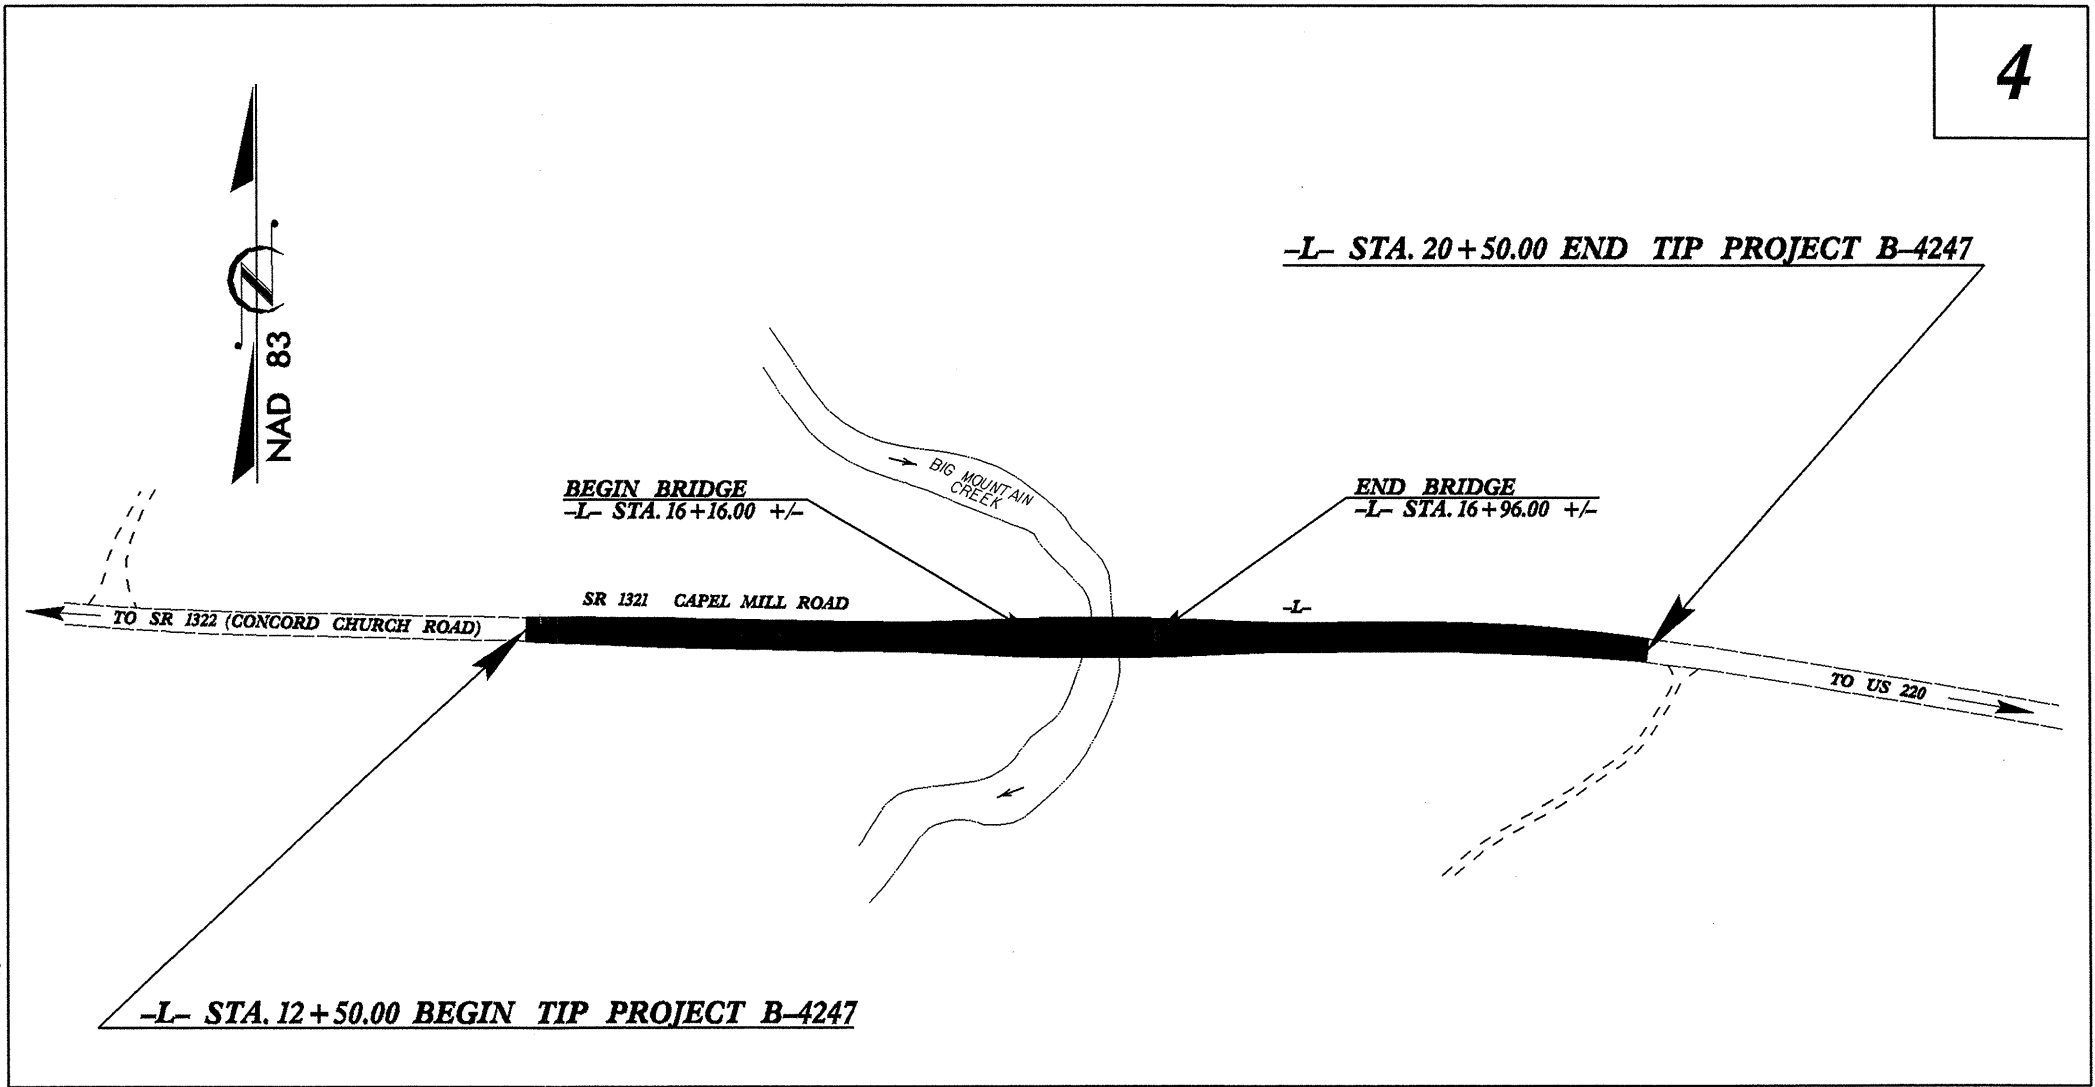 4
NAD 83
N
-L- STA. 20+50.00 END TIP PROJECT B-4247
BIG MOUNTAIN
CREEK
BEGIN BRIDGE
-L- STA. 16+16.00 +/-
END BRIDGE
-L- STA. 16+96.00 +/-
SR 1321 CAPEL MILL ROAD
-L-
TO SR 1322 (CONCORD CHURCH ROAD)
TO US 220
-L- STA. 12+50.00 BEGIN TIP PROJECT B-4247